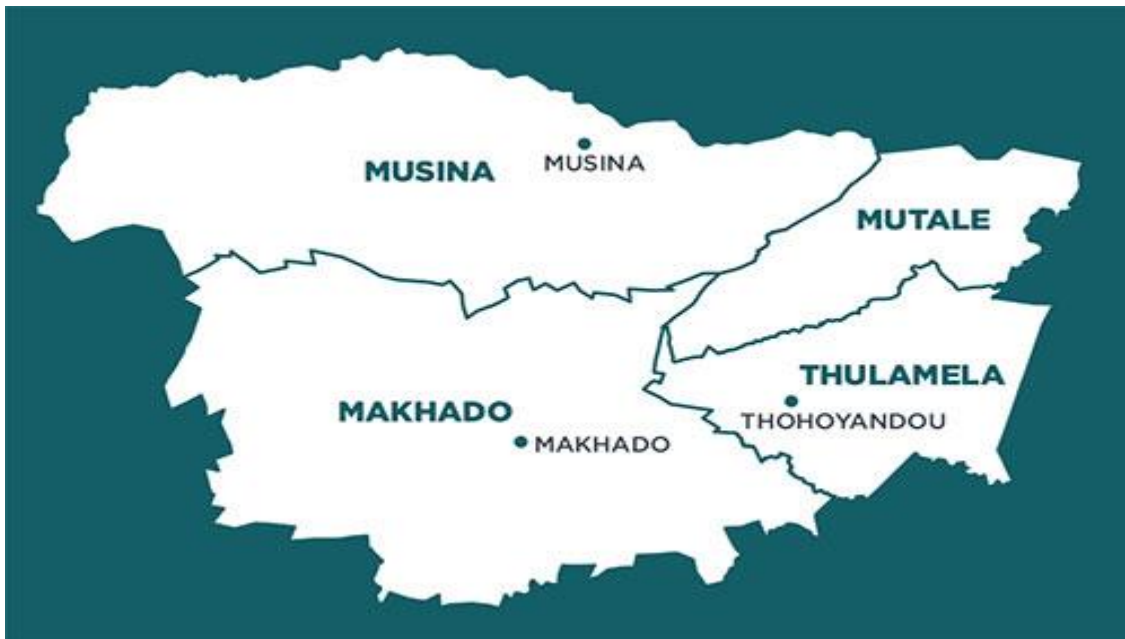 MUSINA
MUSINA
MUTALE
THULAMELA
THOHOYANDOU
MAKHADO
MAKHADO